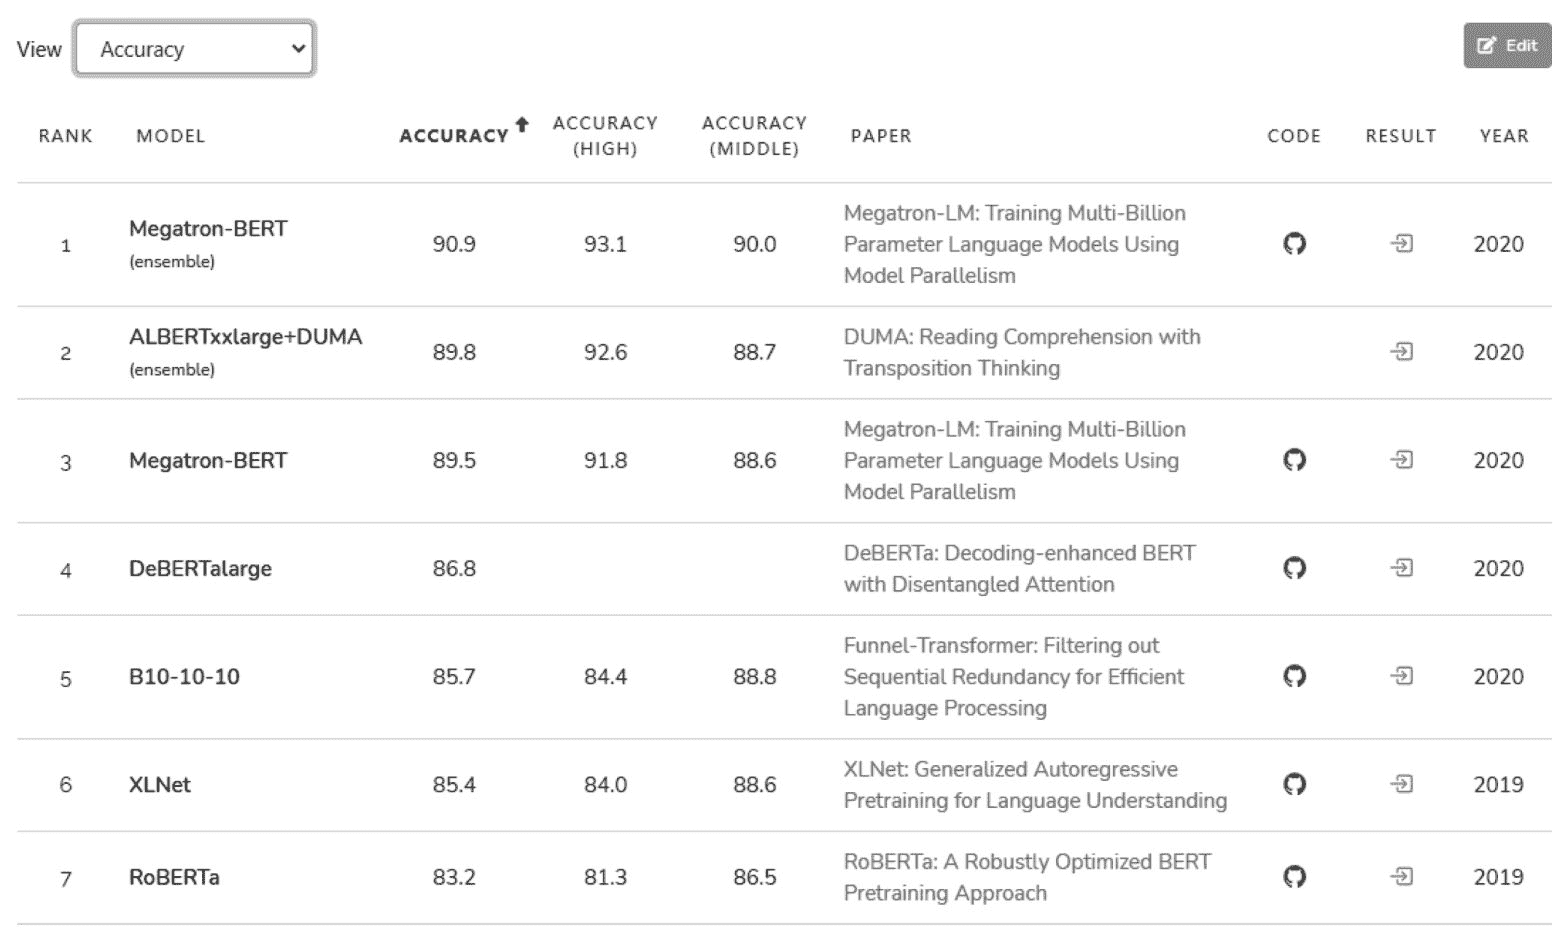 View Accuracy Edit
RANK MODEL ACCURACY ACCURACY (HIGH) ACCURACY (MIDDLE) PAPER CODE RESULT YEAR
1 Megatron-BERT (ensemble) 90.9 93.1 90.0 Megatron-LM: Training Multi-Billion
Parameter Language Models Using
Model Parallelism 2020
2 ALBERTxxlarge+DUMA (ensemble) 89.8 92.6 88.7 DUMA: Reading Comprehension with
Transposition Thinking 2020
3 Megatron-BERT 89.5 91.8 88.6 Megatron-LM: Training Multi-Billion
Parameter Language Models Using
Model Parallelism 2020
4 DeBERTalarge 86.8 DeBERTa: Decoding-enhanced BERT
with Disentangled Attention 2020
5 B10-10-10 85.7 84.4 88.8 Funnel-Transformer: Filtering out
Sequential Redundancy for Efficient
Language Processing 2020
6 XLNet 85.4 84.0 88.6 XLNet: Generalized Autoregressive
Pretraining for Language Understanding 2019
7 RoBERTa 83.2 81.3 86.5 RoBERTa: A Robustly Optimized BERT
Pretraining Approach 2019